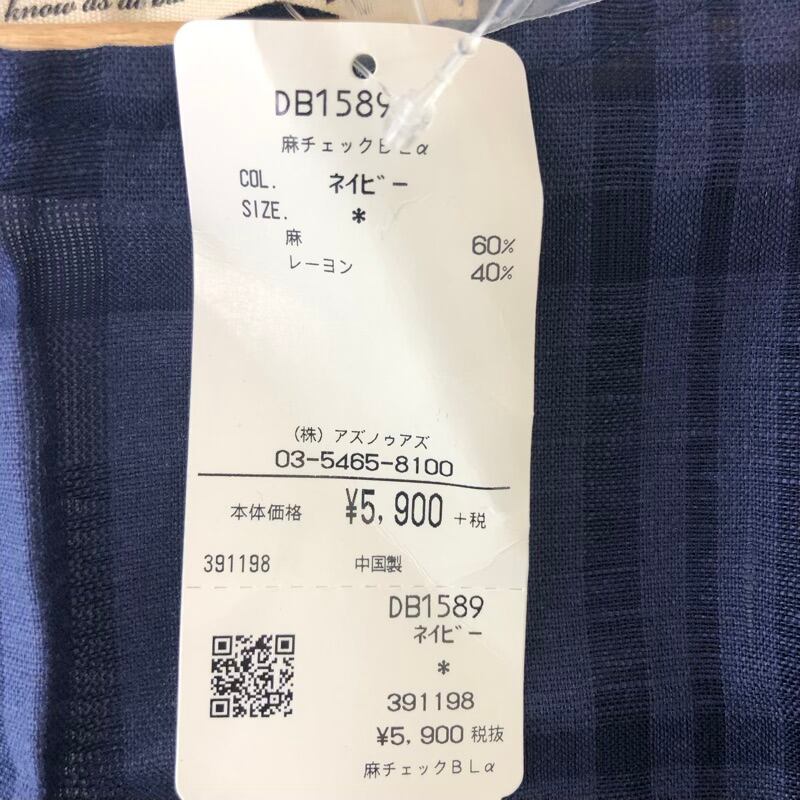 know as de
DB1589
麻チェックＢＬα
COL. ネイビー
SIZE. *
麻 60%
レーヨン 40%
(株) アズノゥアズ
03-5465-8100
本体価格 ¥5,900 +税
391198 中国製
DB1589
ネイビー
*
391198
¥5,900 税抜
麻チェックＢＬα